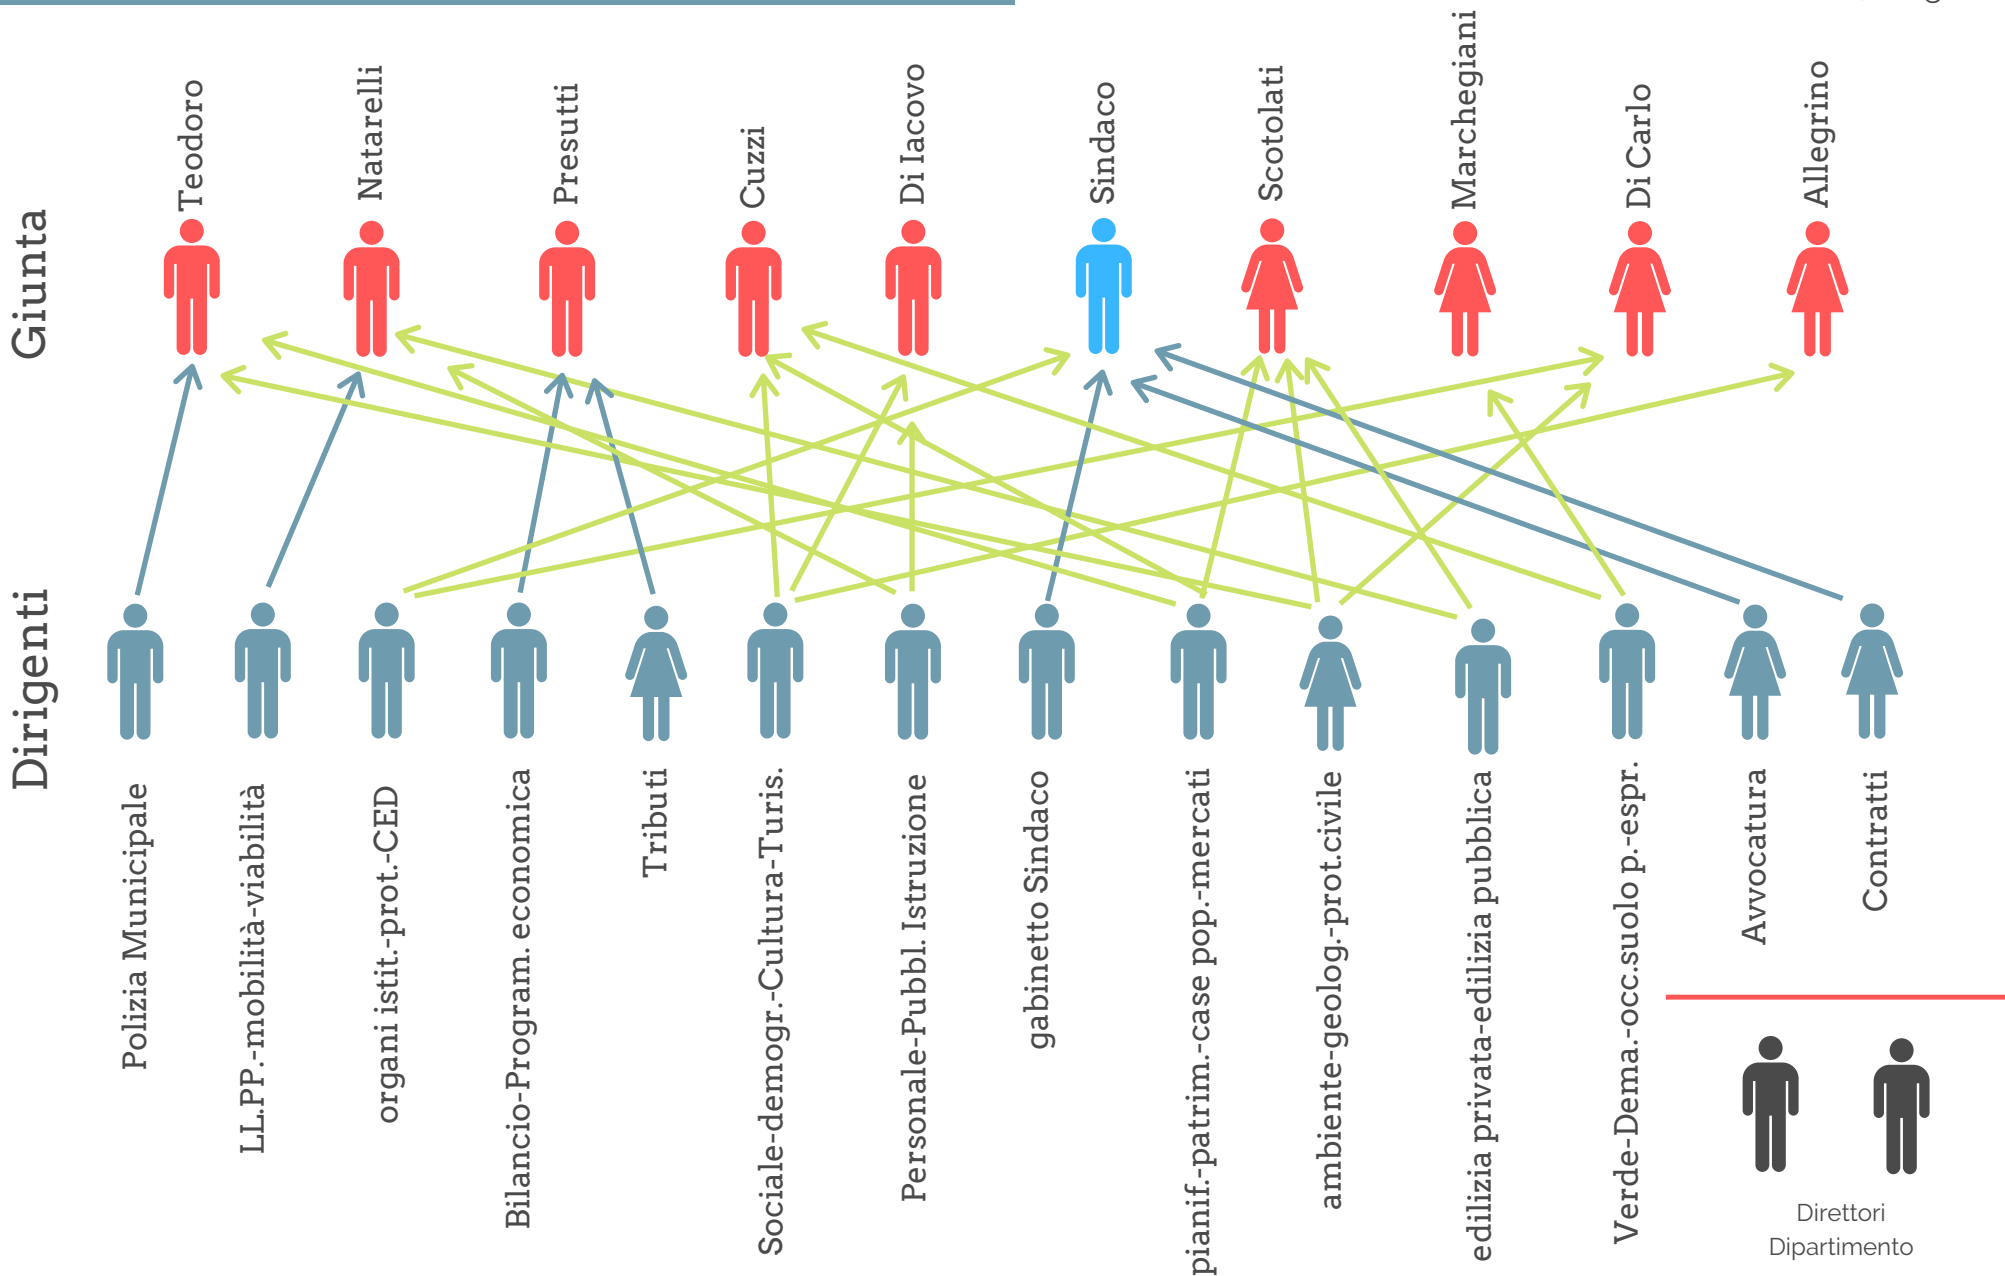 Giunta
Teodoro
Natarelli
Presutti
Cuzzi
Di Iacovo
Sindaco
Scotolati
Marchegiani
Di Carlo
Allegrino
Dirigenti
Polizia Municipale
LL.PP.-mobilità-viabilità
organi istit.-prot.-CED
Bilancio-Program. economica
Tributi
Sociale-demogr.-Cultura-Turis.
Personale-Pubbl. Istruzione
gabinetto Sindaco
pianif.-patrim.-case pop.-mercati
ambiente-geolog.-prot.civile
edilizia privata-edilizia pubblica
Verde-Dema.-occ.suolo p.-espr.
Avvocatura
Contratti
Direttori
Dipartimento